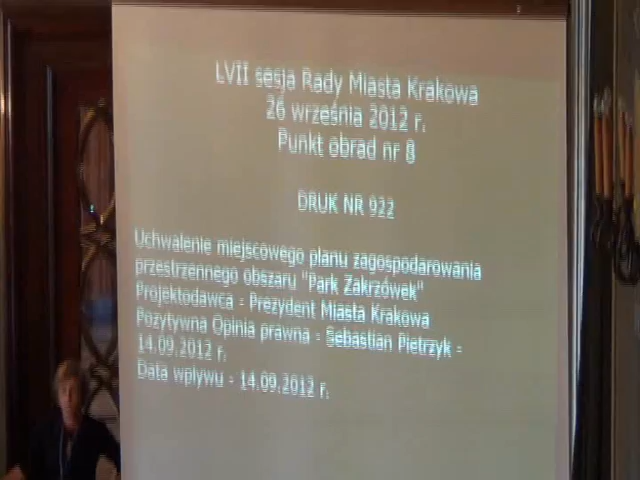 LVII sesja Rady Miasta Krakowa
26 września 2012 r.
Punkt obrad nr 8
DRUK NR 922
Uchwalenie miejscowego planu zagospodarowania
przestrzennego obszaru "Park Zakrzówek"
Projektodawca - Prezydent Miasta Krakowa
Pozytywna Opinia prawna - Sebastian Pietrzyk -
14.09.2012 r.
Data wpływu - 14.09.2012 r.